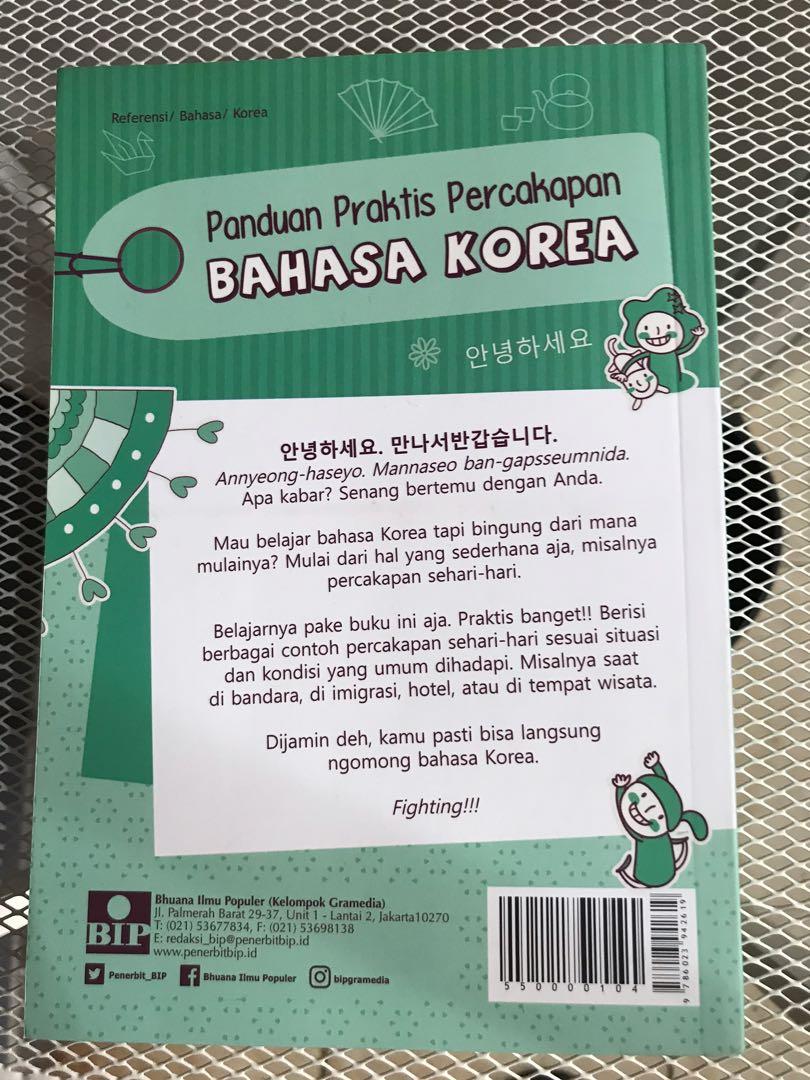 Referensi/ Bahasa/ Korea
Panduan Praktis Percakapan
BAHASA KOREA
안녕하세요
안녕하세요. 만나서반갑습니다.
Annyeong-haseyo. Mannaseo ban-gapsseumnida.
Apa kabar? Senang bertemu dengan Anda.
Mau belajar bahasa Korea tapi bingung dari mana
mulainya? Mulai dari hal yang sederhana aja, misalnya
percakapan sehari-hari.
Belajarnya pake buku ini aja. Praktis banget!! Berisi
berbagai contoh percakapan sehari-hari sesuai situasi
dan kondisi yang umum dihadapi. Misalnya saat
di bandara, di imigrasi, hotel, atau di tempat wisata.
Dijamin deh, kamu pasti bisa langsung
ngomong bahasa Korea.
Fighting!!!
BIP
Bhuana Ilmu Populer (Kelompok Gramedia)
Jl. Palmerah Barat 29-37, Unit 1 - Lantai 2, Jakarta10270
T: (021) 53677834, F: (021) 53698138
E: redaksi_bip@penerbitbip.id
www.penerbitbip.id
Penerbit_BIP
Bhuana Ilmu Populer
bipgramedia
550000104
9 786023 942619